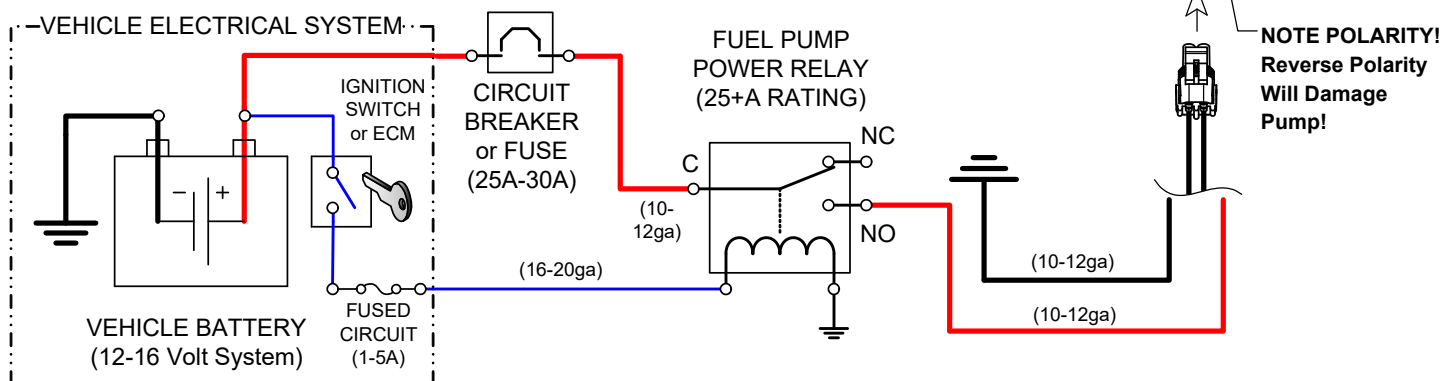 VEHICLE ELECTRICAL SYSTEM
IGNITION
SWITCH
or ECM
CIRCUIT
BREAKER
or FUSE
(25A-30A)
FUEL PUMP
POWER RELAY
(25+A RATING)
NOTE POLARITY!
Reverse Polarity
Will Damage
Pump!
NC
C
NO
(10-
12ga)
- +
(16-20ga)
(10-12ga)
(10-12ga)
FUSED
CIRCUIT
(1-5A)
VEHICLE BATTERY
(12-16 Volt System)